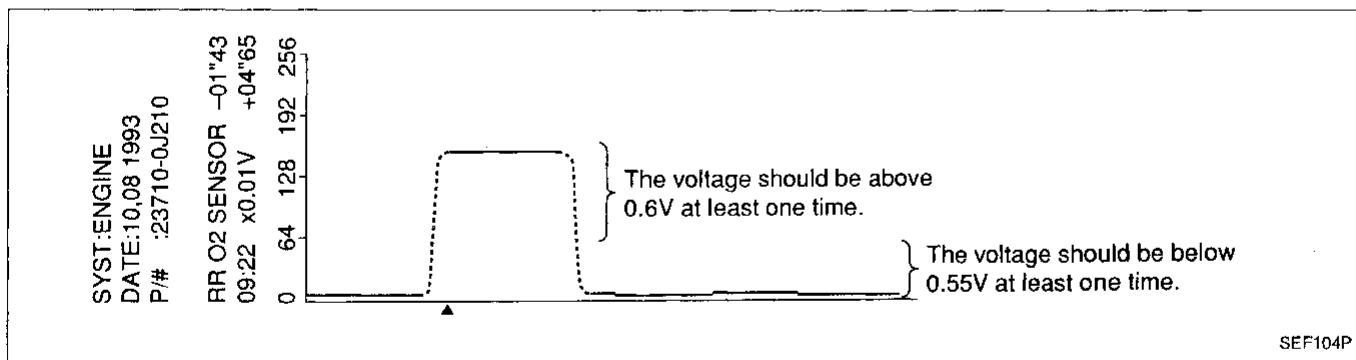 SYST:ENGINE
DATE:10,08 1993
P/# :23710-0J210
RR O2 SENSOR –01"43
09:22 x0.01V +04"65
256
192
128
64
0
The voltage should be above
0.6V at least one time.
The voltage should be below
0.55V at least one time.
SEF104P